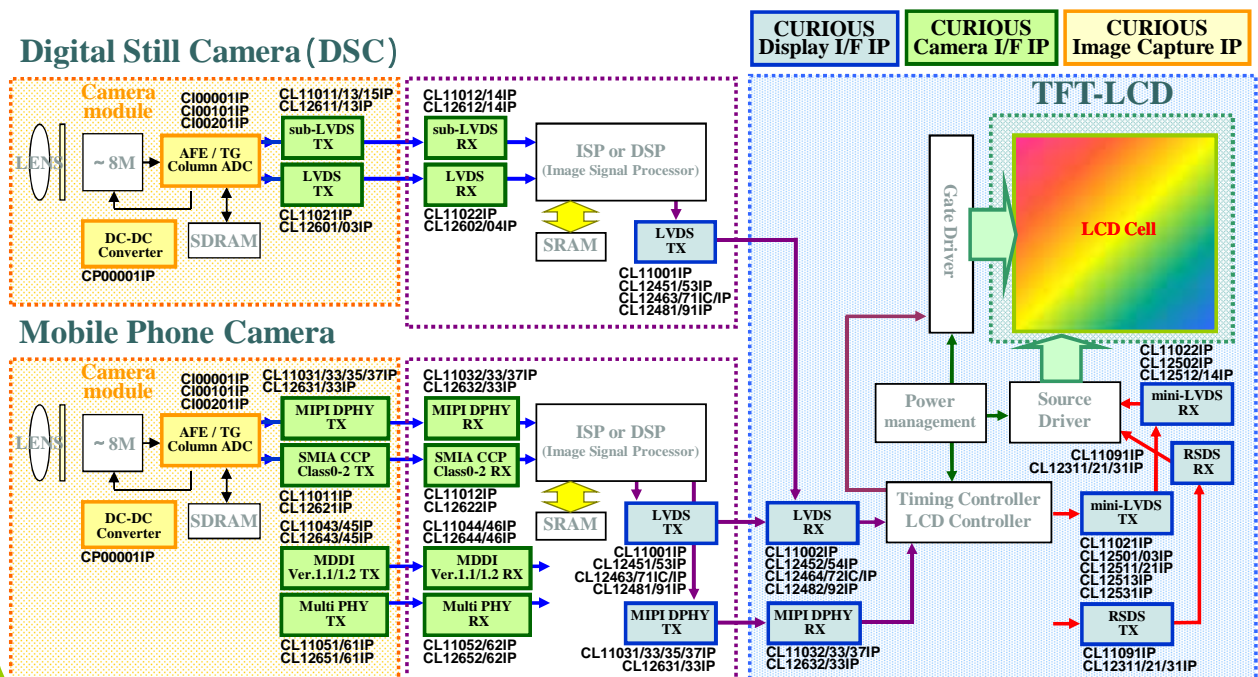 CURIOUS
Display I/F IP
CURIOUS
Camera I/F IP
CURIOUS
Image Capture IP
Digital Still Camera (DSC)
Camera
module
CI00001IP
CI00101IP
CI00201IP
CL11011/13/15IP
CL12611/13IP
CL11012/14IP
CL12612/14IP
LENS
~8M
AFE / TG
Column ADC
sub-LVDS
TX
LVDS
TX
sub-LVDS
RX
LVDS
RX
ISP or DSP
(Image Signal Processor)
CL11021IP
CL12601/03IP
CL11022IP
CL12602/04IP
DC-DC
Converter
CP00001IP
SDRAM
SRAM
LVDS
TX
CL11001IP
CL12451/53IP
CL12463/71IC/IP
CL12481/91IP
Mobile Phone Camera
Camera
module
CI00001IP
CI00101IP
CI00201IP
CL11031/33/35/37IP
CL12631/33IP
CL11032/33/37IP
CL12632/33IP
LENS
~8M
AFE / TG
Column ADC
MIPI DPHY
TX
SMIA CCP
Class0-2 TX
MIPI DPHY
RX
SMIA CCP
Class0-2 RX
ISP or DSP
(Image Signal Processor)
CL11011IP
CL12621IP
CL11012IP
CL12622IP
DC-DC
Converter
CP00001IP
SDRAM
SRAM
CL11043/45IP
CL12643/45IP
CL11044/46IP
CL12644/46IP
MDDI
Ver.1.1/1.2 TX
MDDI
Ver.1.1/1.2 RX
Multi PHY
TX
Multi PHY
RX
CL11051/61IP
CL12651/61IP
CL11052/62IP
CL12652/62IP
LVDS
TX
CL11001IP
CL12451/53IP
CL12463/71IC/IP
CL12481/91IP
MIPI DPHY
TX
CL11031/33/35/37IP
CL12631/33IP
TFT-LCD
Gate Driver
LCD Cell
Power
management
Source
Driver
CL11022IP
CL12502IP
CL12512/14IP
mini-LVDS
RX
CL11091IP
CL12311/21/31IP
RSDS
RX
Timing Controller
LCD Controller
LVDS
RX
CL11002IP
CL12452/54IP
CL12464/72IC/IP
CL12482/92IP
MIPI DPHY
RX
CL11032/33/37IP
CL12632/33IP
mini-LVDS
TX
CL11021IP
CL12501/03IP
CL12511/21IP
CL12513IP
CL12531IP
RSDS
TX
CL11091IP
CL12311/21/31IP